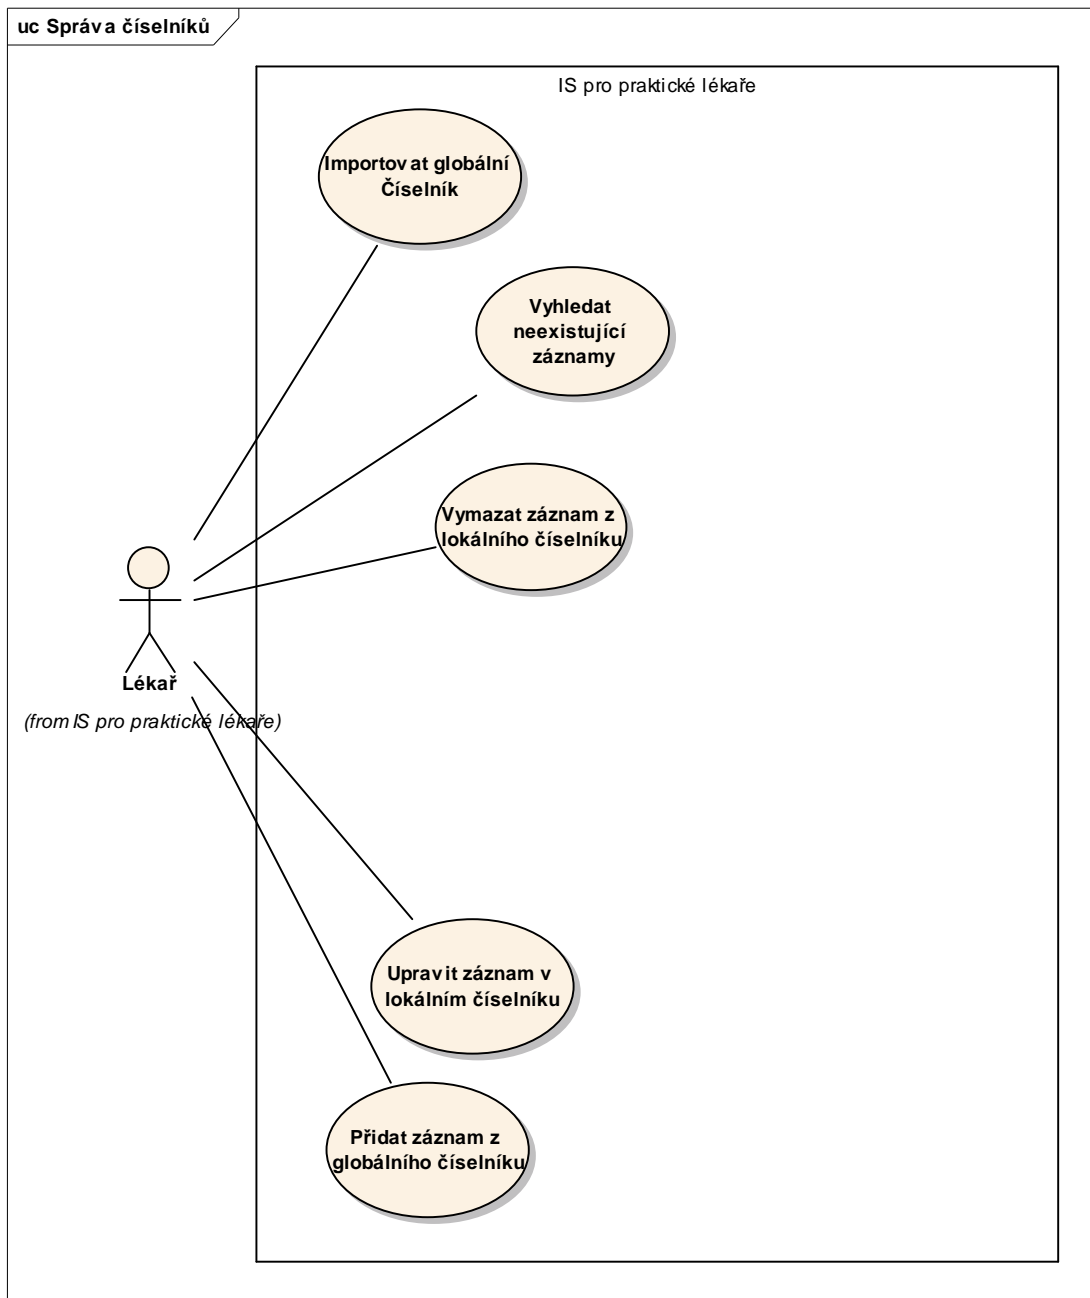 uc Správa číselníků
IS pro praktické lékaře
Importovat globální
Číselník
Vyhledat
neexistující
záznamy
Vymazat záznam z
lokálního číselníku
Lékař
(from IS pro praktické lékaře)
Upravit záznam v
lokálním číselníku
Přidat záznam z
globálního číselníku